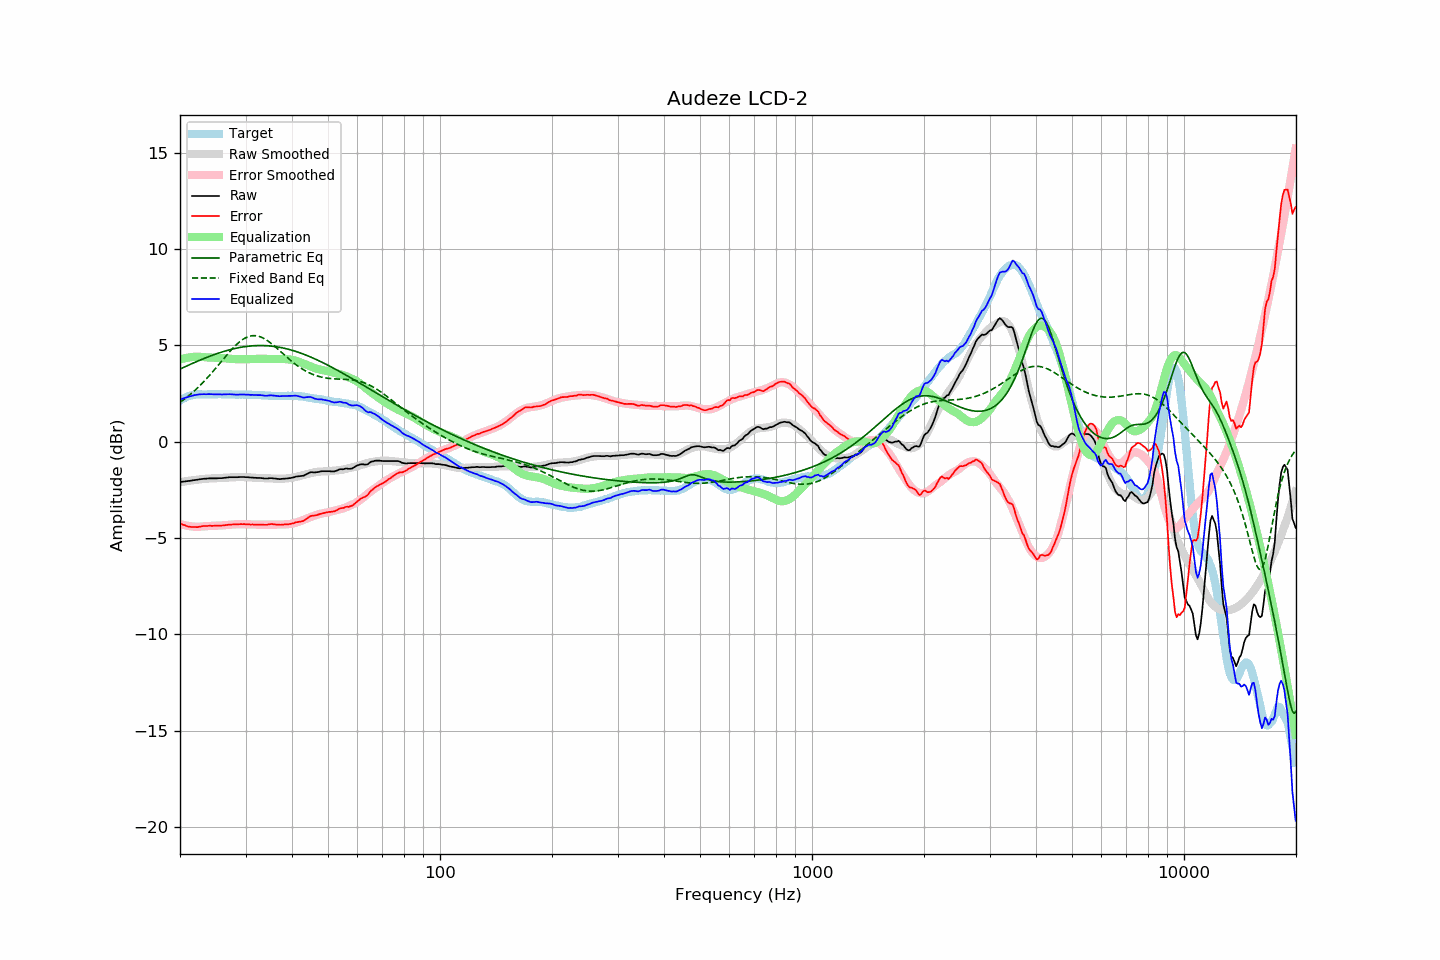 Audeze LCD-2
Target
Raw Smoothed
Error Smoothed
Raw
Error
Equalization
Parametric Eq
Fixed Band Eq
Equalized
15
10
5
0
−5
−10
−15
−20
Amplitude (dBr)
100
1000
10000
Frequency (Hz)